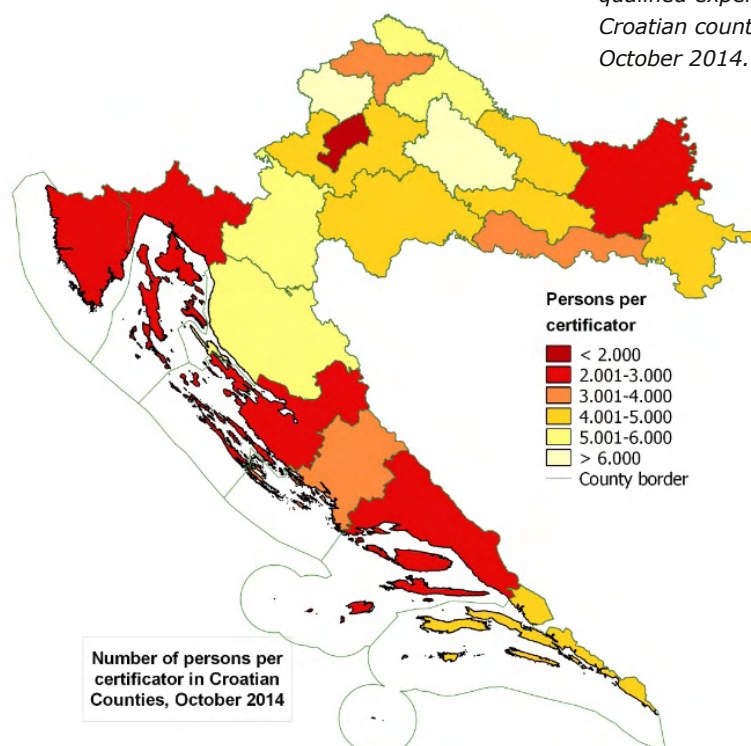 qualified exper
Croatian count
October 2014.
Persons per
certificator
< 2.000
2.001-3.000
3.001-4.000
4.001-5.000
5.001-6.000
> 6.000
County border
Number of persons per
certificator in Croatian
Counties, October 2014